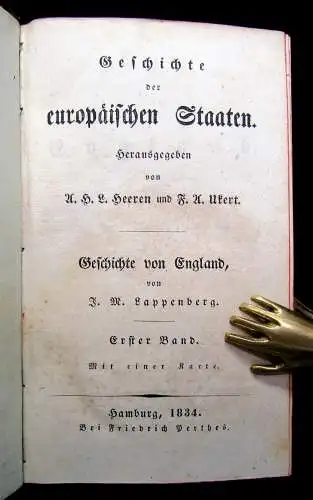 Geschichte
der
europäischen Staaten.
Herausgegeben
von
A. H. L. Heeren und F. A. Ukert.
Geschichte von England,
von
J. M. Lappenberg.
Erster Band.
Mit einer Karte.
Hamburg, 1834.
Bei Friedrich Perthes.